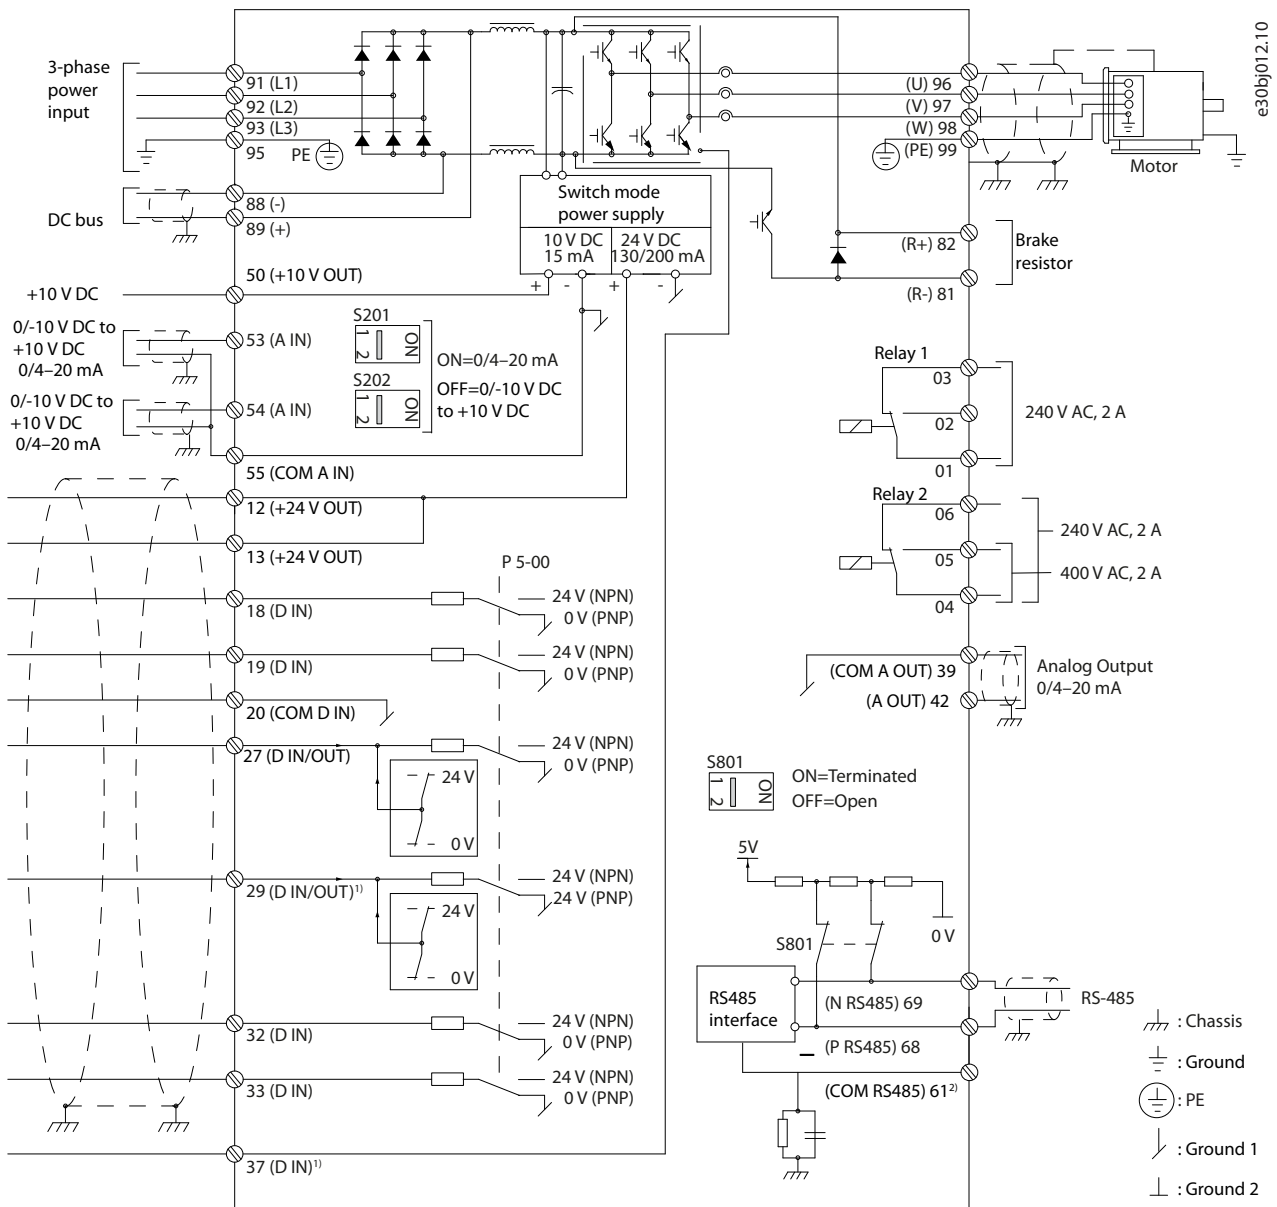 e30bj012.10
3-phase
power
input
91 (L1)
92 (L2)
93 (L3)
95
PE
DC bus
88 (-)
89 (+)
50 (+10 V OUT)
+10 V DC
0/-10 V DC to
+10 V DC
0/4–20 mA
53 (A IN)
0/-10 V DC to
+10 V DC
0/4–20 mA
54 (A IN)
55 (COM A IN)
12 (+24 V OUT)
13 (+24 V OUT)
18 (D IN)
19 (D IN)
20 (COM D IN)
27 (D IN/OUT)
29 (D IN/OUT)¹⁾
32 (D IN)
33 (D IN)
37 (D IN)¹⁾
Switch mode
power supply
10 V DC
15 mA
24 V DC
130/200 mA
+ - + -
S201
1 2 ON
S202
1 2 ON
ON=0/4–20 mA
OFF=0/-10 V DC
to +10 V DC
P 5-00
24 V (NPN)
0 V (PNP)
24 V (NPN)
0 V (PNP)
24 V (NPN)
0 V (PNP)
24 V
0 V
24 V (NPN)
24 V (PNP)
24 V
0 V
24 V (NPN)
0 V (PNP)
24 V (NPN)
0 V (PNP)
(U) 96
(V) 97
(W) 98
(PE) 99
Motor
(R+) 82
(R-) 81
Brake
resistor
Relay 1
03
02
01
240 V AC, 2 A
Relay 2
06
05
04
240 V AC, 2 A
400 V AC, 2 A
(COM A OUT) 39
(A OUT) 42
Analog Output
0/4–20 mA
S801
1 2 ON
ON=Terminated
OFF=Open
5V
0 V
S801
RS485
interface
(N RS485) 69
(P RS485) 68
(COM RS485) 61²⁾
RS-485
: Chassis
: Ground
: PE
: Ground 1
: Ground 2